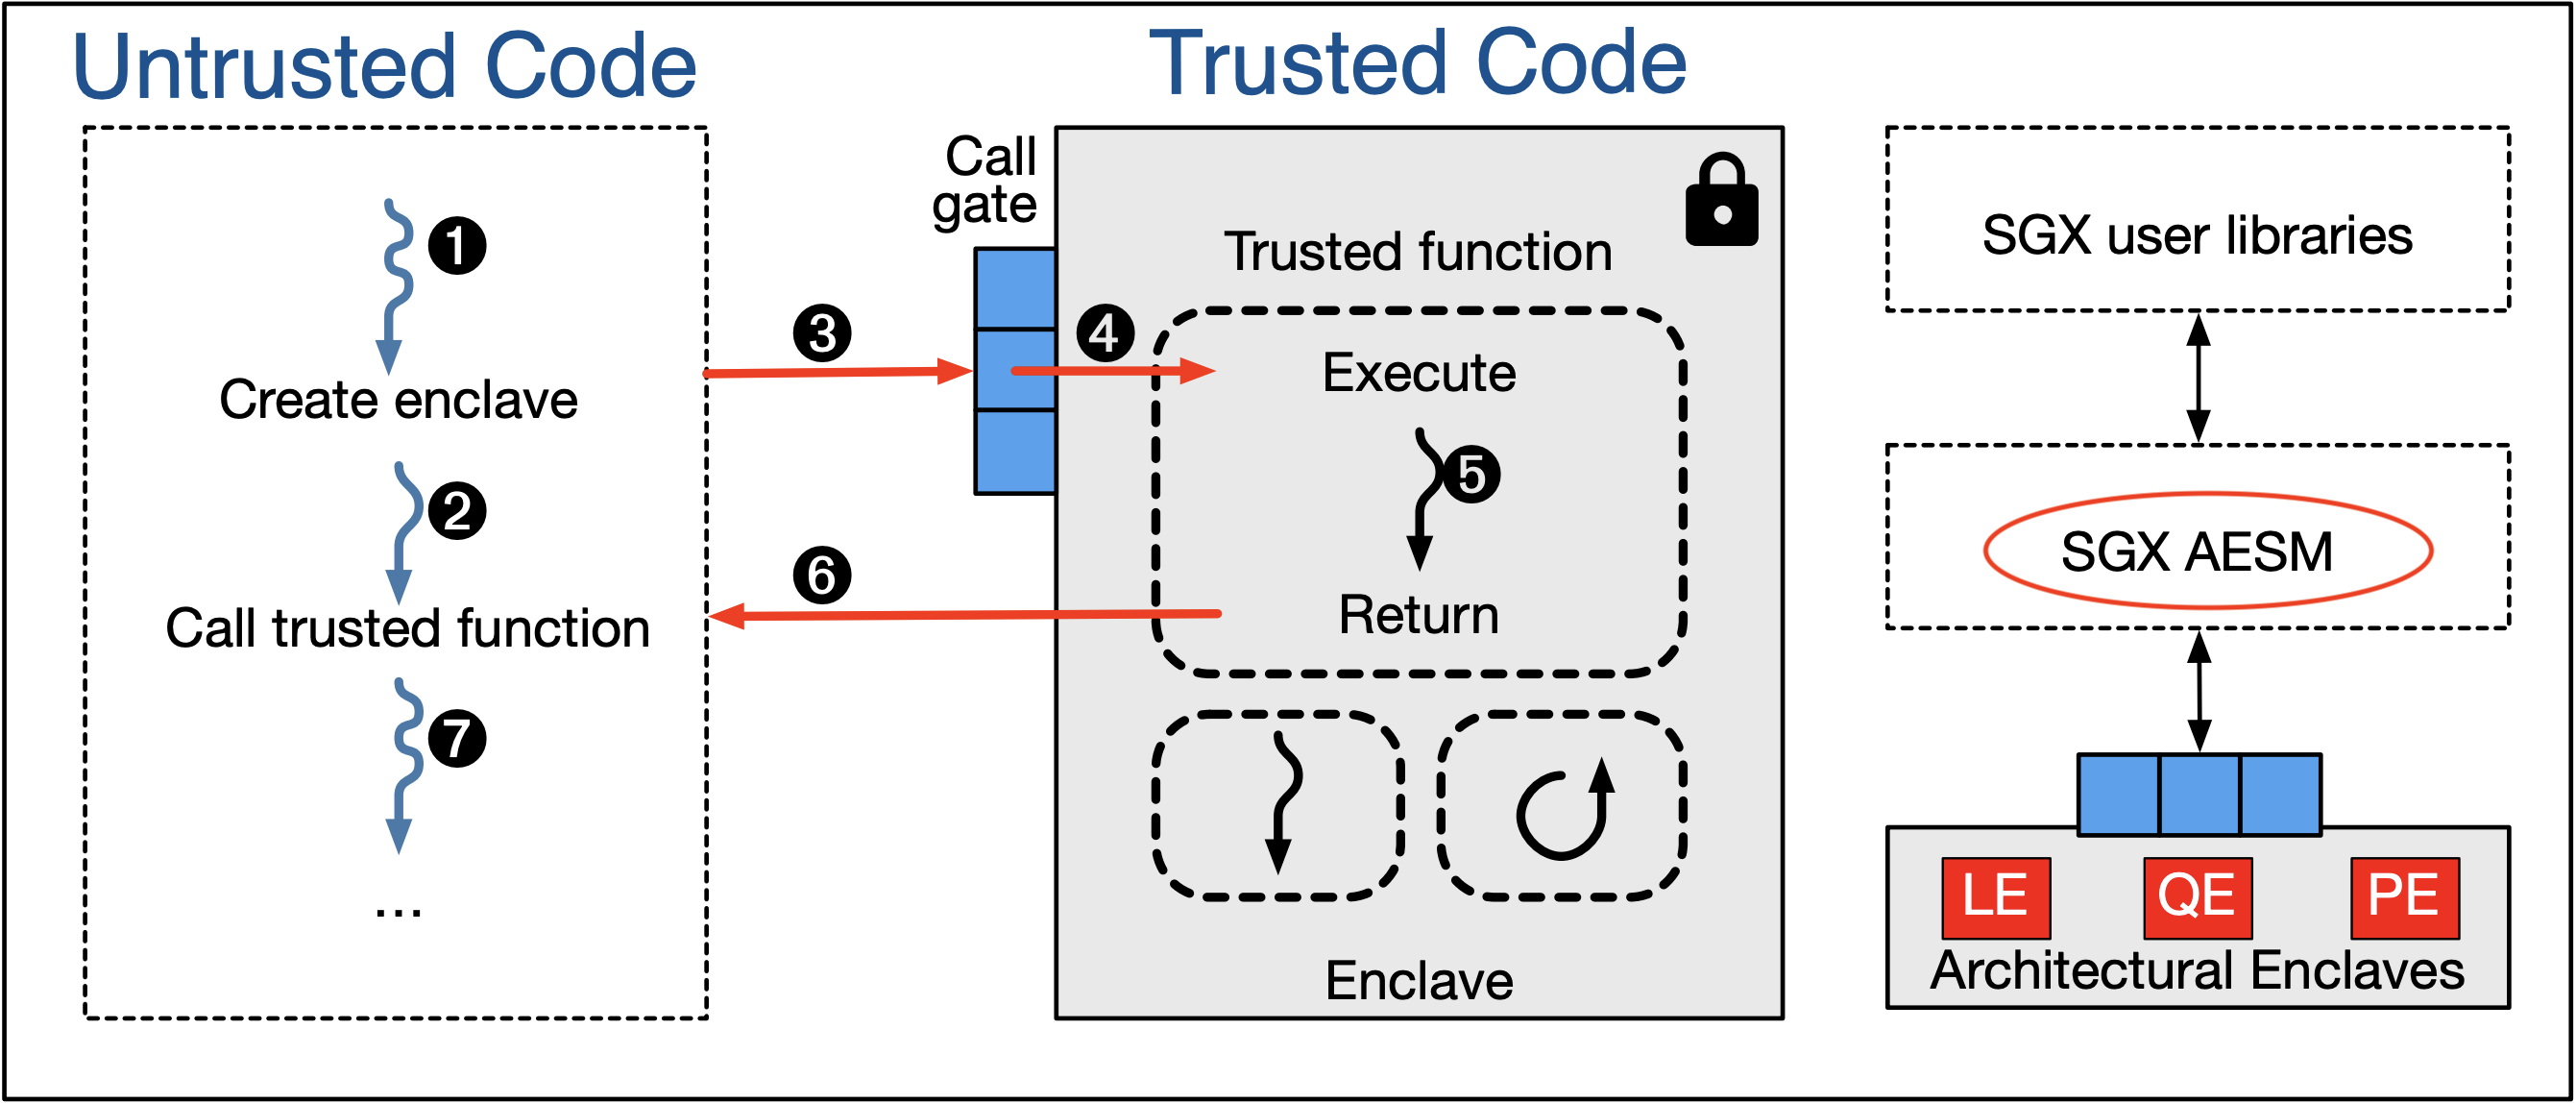 Untrusted Code
❶
Create enclave
❷
Call trusted function
❼
...
❸
❻
Trusted Code
Call
gate
❹
Trusted function
Execute
❺
Return
Enclave
SGX user libraries
SGX AESM
LE QE PE
Architectural Enclaves